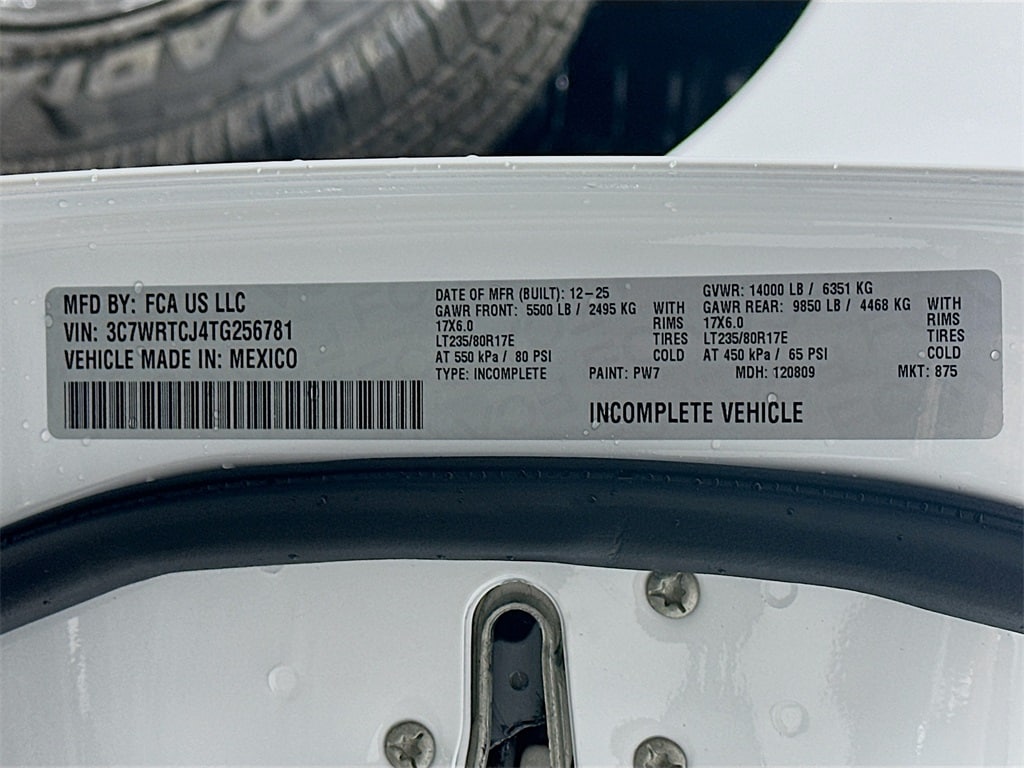 MFD BY: FCA US LLC
VIN: 3C7WRTCJ4TG256781
VEHICLE MADE IN: MEXICO
DATE OF MFR (BUILT): 12-25
GAWR FRONT: 5500 LB / 2495 KG WITH
17X6.0 RIMS
LT235/80R17E TIRES
AT 550 kPa / 80 PSI COLD
GVWR: 14000 LB / 6351 KG
GAWR REAR: 9850 LB / 4468 KG WITH
17X6.0 RIMS
LT235/80R17E TIRES
AT 450 kPa / 65 PSI COLD
TYPE: INCOMPLETE PAINT: PW7 MDH: 120809 MKT: 875
INCOMPLETE VEHICLE